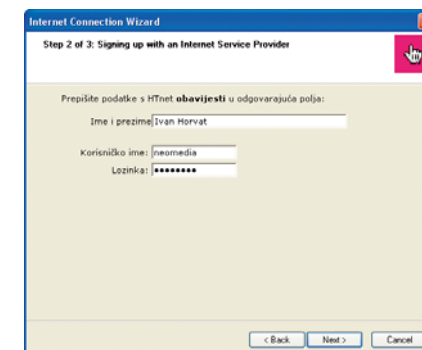 Internet Connection Wizard
Step 2 of 3: Signing up with an Internet Service Provider
Prepišite podatke s HTnet obavijesti u odgovarajuća polja:
Ime i prezime Ivan Horvat
Korisničko ime: neomedia
Lozinka: ••••••••
< Back Next > Cancel